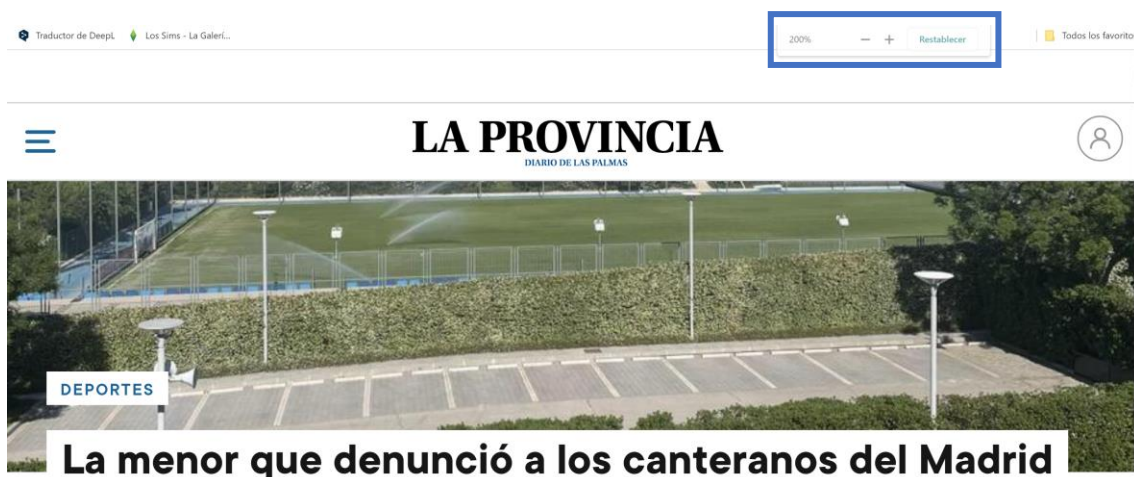 Traductor de DeepL Los Sims - La Galerí... 200% − + Restablecer Todos los favorito
LA PROVINCIA
DIARIO DE LAS PALMAS
DEPORTES
La menor que denunció a los canteranos del Madrid